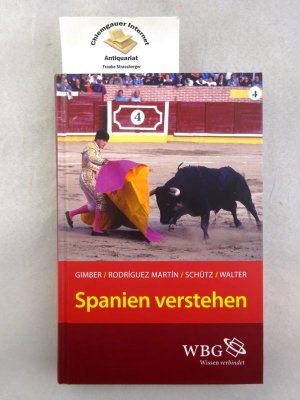 Chiemgauer Internet
Antiquariat
Frauke Strassberger
4
4
GIMBER / RODRÍGUEZ MARTÍN / SCHÜTZ / WALTER
Spanien verstehen
WBG
Wissen verbindet